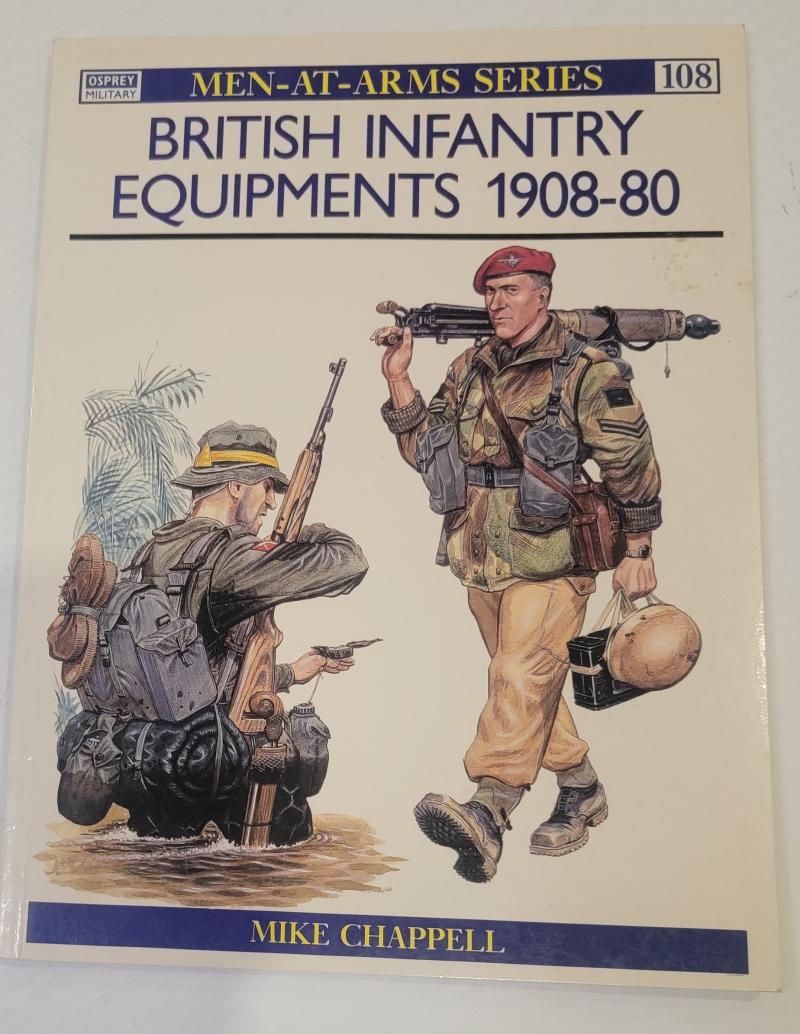 OSPREY
MILITARY
MEN-AT-ARMS SERIES
108
BRITISH INFANTRY
EQUIPMENTS 1908-80
MIKE CHAPPELL